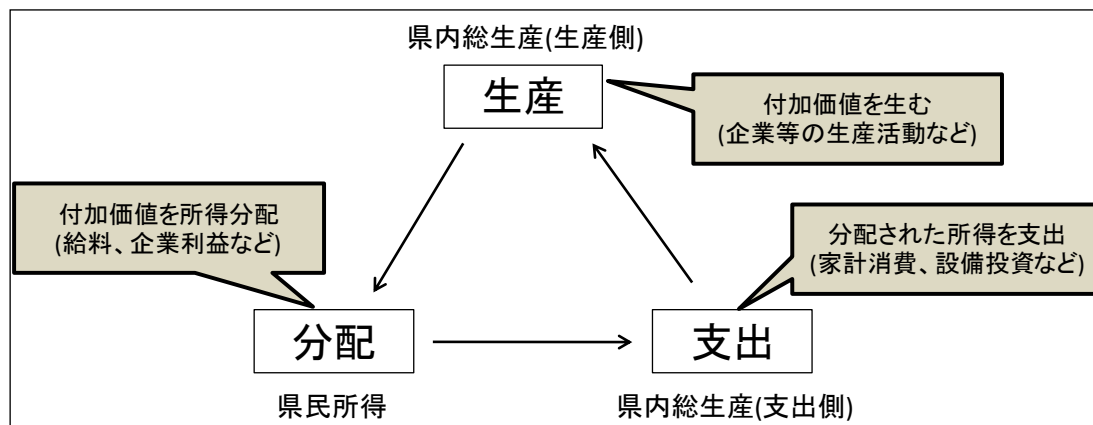 県内総生産(生産側)
生産
付加価値を生む
(企業等の生産活動など)
付加価値を所得分配
(給料、企業利益など)
分配された所得を支出
(家計消費、設備投資など)
分配
支出
県民所得
県内総生産(支出側)